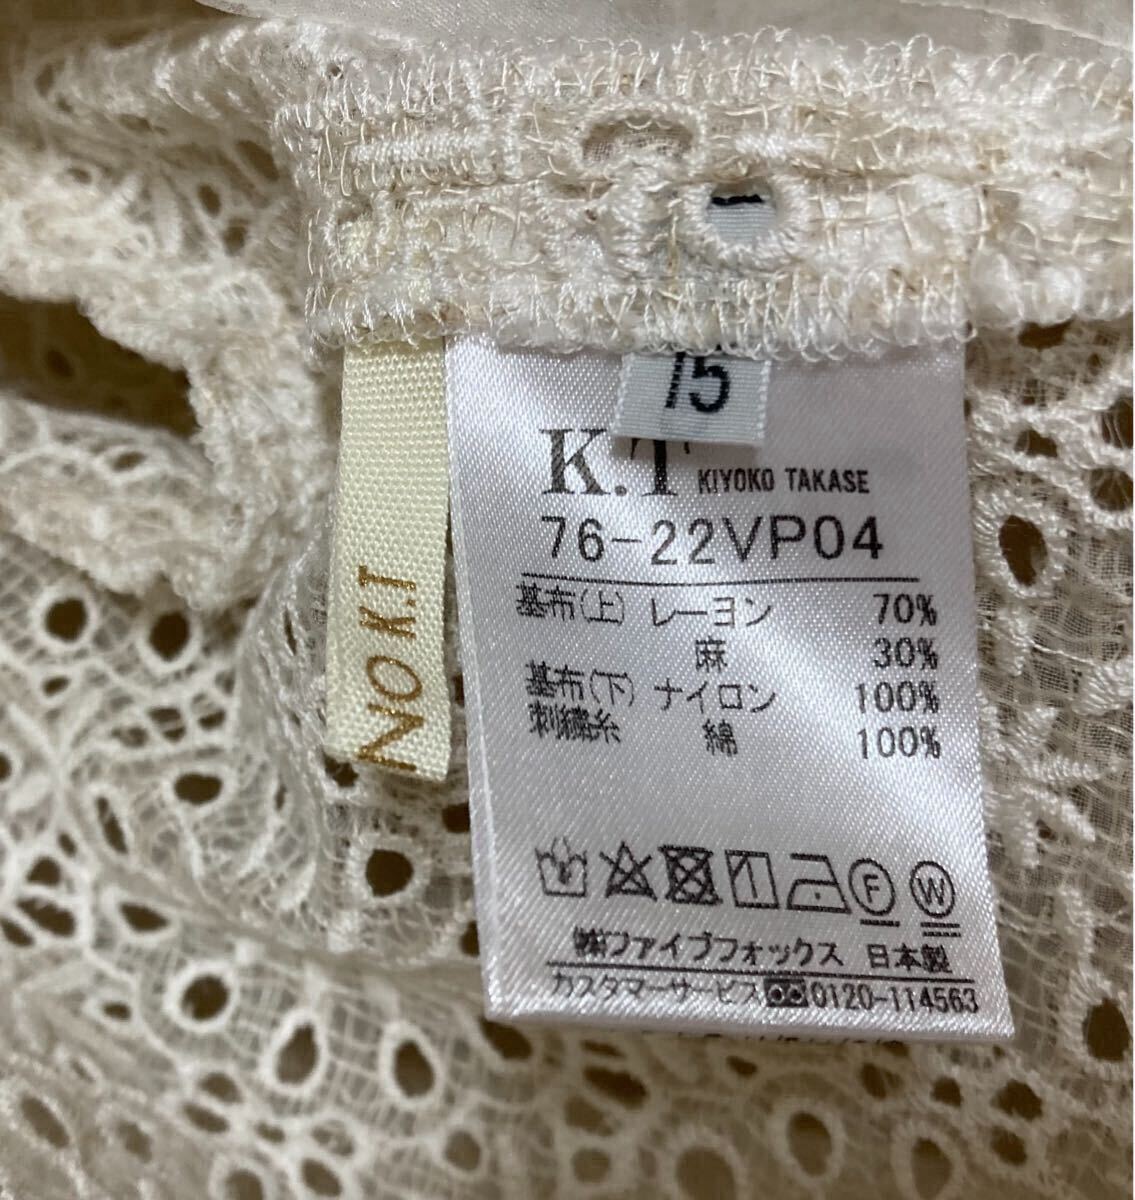 15
K.T KIYOKO TAKASE
76-22VP04
基布(上) レーヨン 70%
麻 30%
基布(下) ナイロン 100%
刺繍糸 綿 100%
F W
㈱ファイブフォックス 日本製
カスタマーサービス 0120-114563
NO K.T